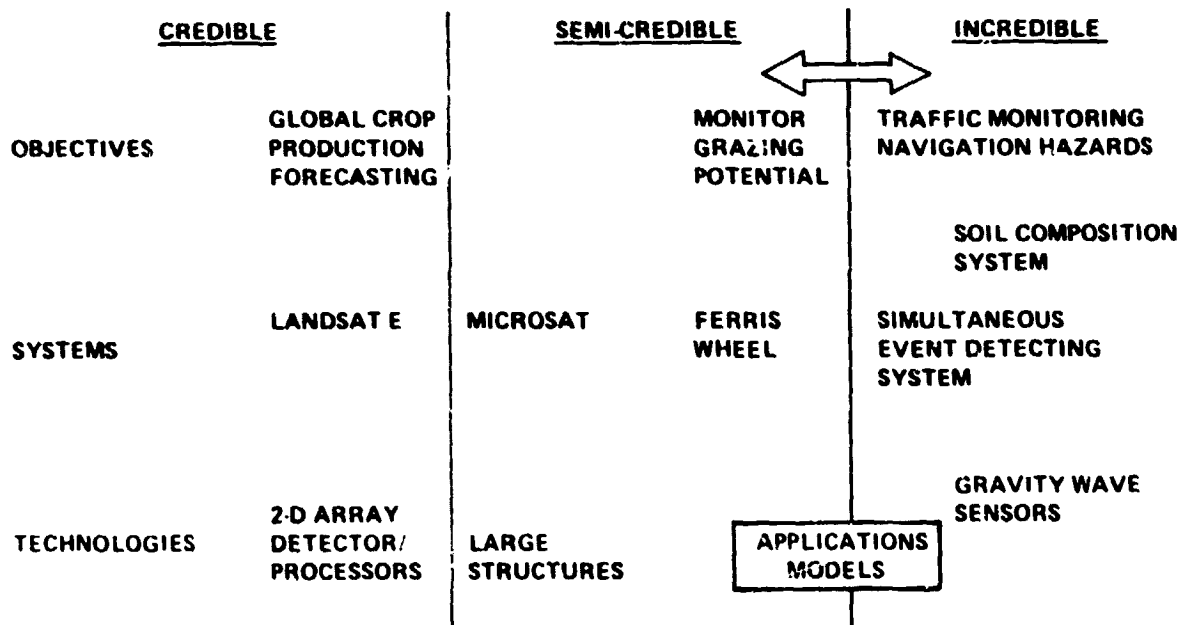 CREDIBLE
SEMI-CREDIBLE
INCREDIBLE
OBJECTIVES
GLOBAL CROP
PRODUCTION
FORECASTING
MONITOR
GRAZING
POTENTIAL
TRAFFIC MONITORING
NAVIGATION HAZARDS
SOIL COMPOSITION
SYSTEM
SYSTEMS
LANDSAT E
MICROSAT
FERRIS
WHEEL
SIMULTANEOUS
EVENT DETECTING
SYSTEM
GRAVITY WAVE
SENSORS
TECHNOLOGIES
2-D ARRAY
DETECTOR/
PROCESSORS
LARGE
STRUCTURES
APPLICATIONS
MODELS